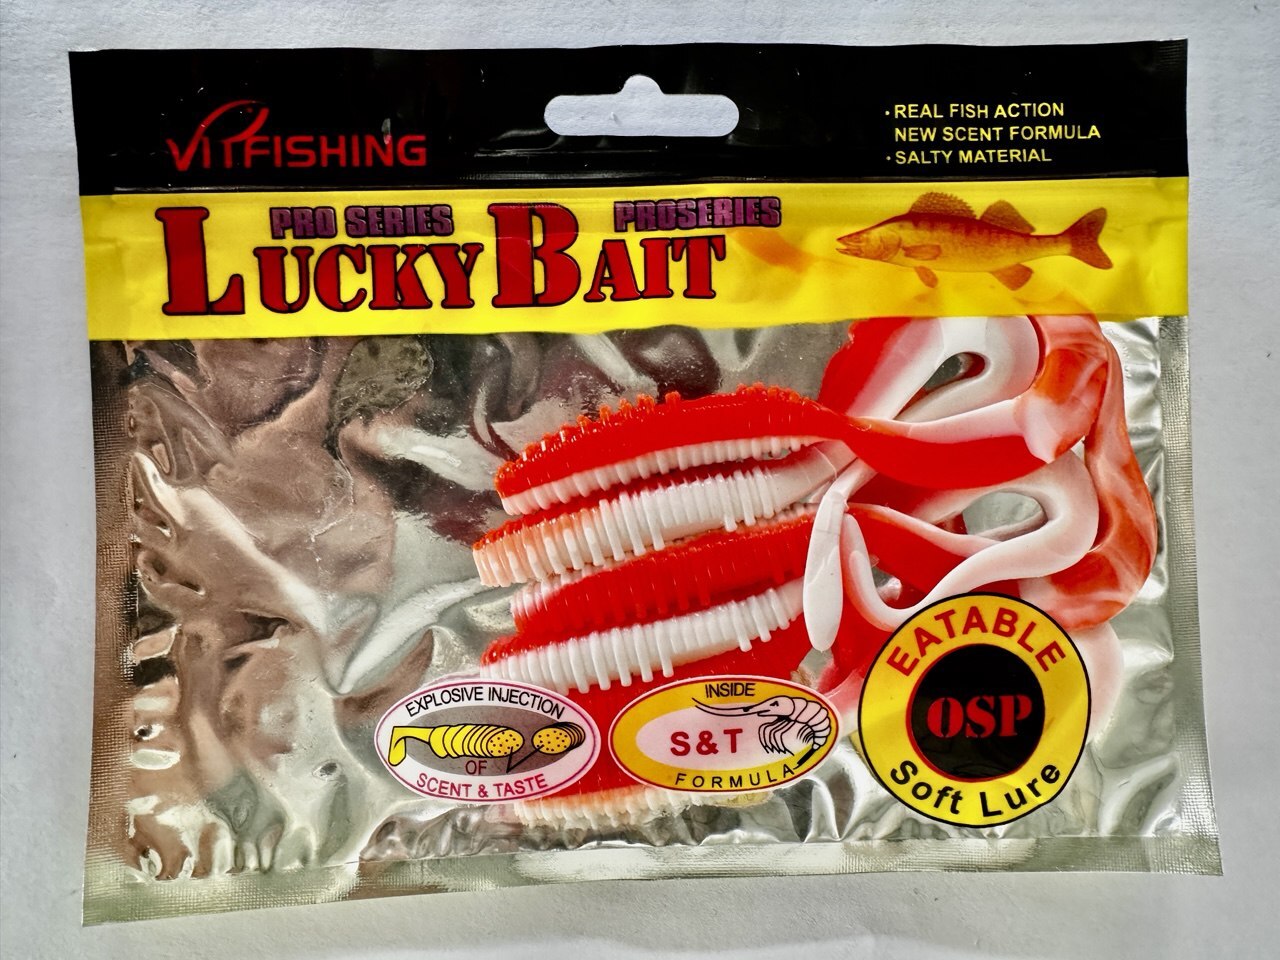 VITFISHING
· REAL FISH ACTION
NEW SCENT FORMULA
· SALTY MATERIAL
PRO SERIES PROSERIES
LUCKY BAIT
EXPLOSIVE INJECTION
OF
SCENT & TASTE
INSIDE
S&T
FORMULA
EATABLE
OSP
Soft Lure